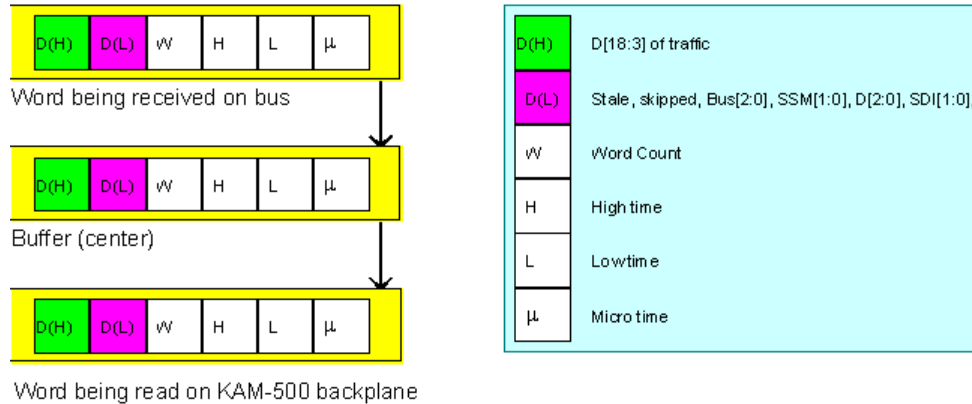 D(H) D(L) W H L μ
Word being received on bus
D(H) D(L) W H L μ
Buffer (center)
D(H) D(L) W H L μ
Word being read on KAM-500 backplane
D(H) D[18:3] of traffic
D(L) Stale, skipped, Bus[2:0], SSM[1:0], D[2:0], SDI[1:0],
W Word Count
H High time
L Low time
μ Micro time